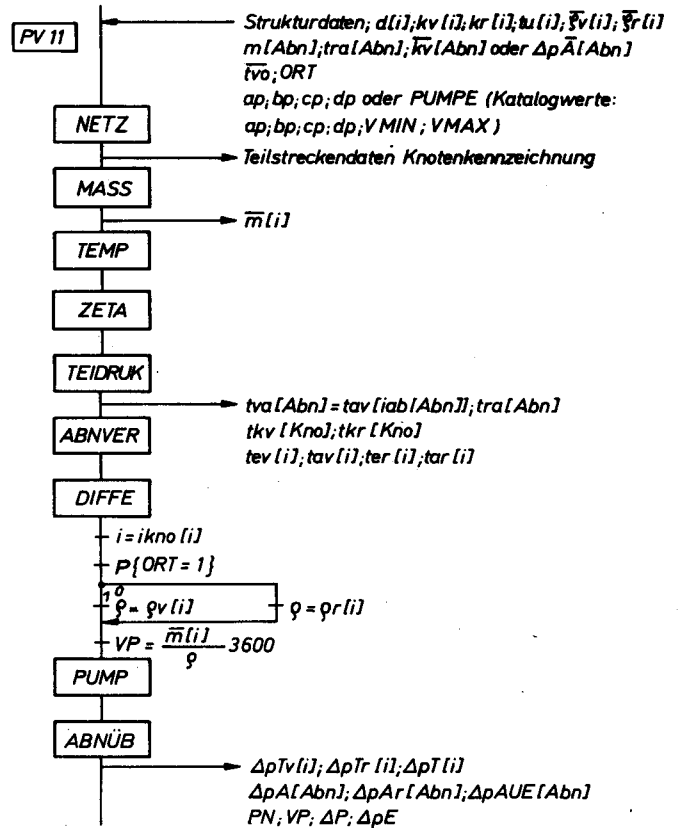 PV 11
Strukturdaten; d[i]; kv[i]; kr[i]; tu[i]; ϱ̅v[i]; ϱ̅r[i]
m[Abn]; tra[Abn]; k̅v̅[Abn] oder Δp A̅[Abn]
t̅v̅o̅; ORT
ap; bp; cp; dp oder PUMPE (Katalogwerte:
ap; bp; cp; dp; VMIN; VMAX)
NETZ
Teilstreckendaten Knotenkennzeichnung
MASS
m̅[i]
TEMP
ZETA
TEIDRUK
tva[Abn] = tav[iab[Abn]]; tra[Abn]
tkv[Kno]; tkr[Kno]
tev[i]; tav[i]; ter[i]; tar[i]
ABNVER
DIFFE
i = ikno[i]
P{ORT = 1}
0
1
ϱ = ϱv[i]
ϱ = ϱr[i]
VP = m̅[i]/ϱ 3600
PUMP
ABNÜB
ΔpTv[i]; ΔpTr[i]; ΔpT[i]
ΔpA[Abn]; ΔpAr[Abn]; ΔpAUE[Abn]
PN; VP; ΔP; ΔpE